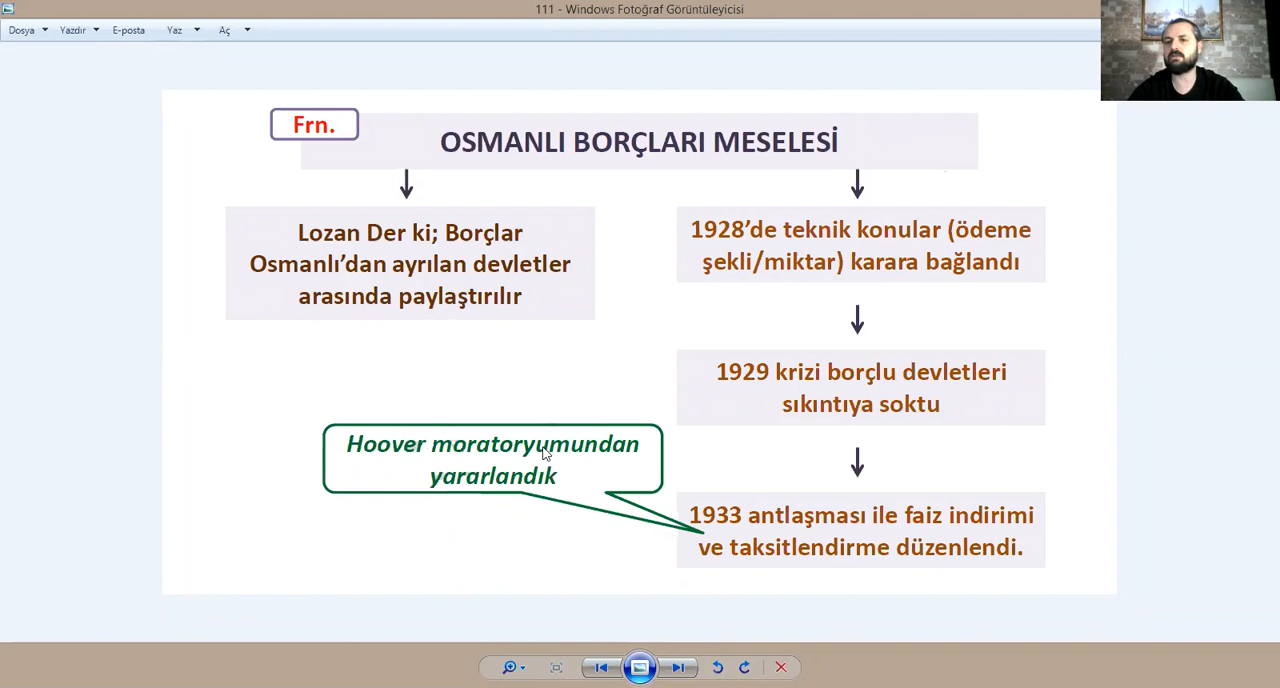 111 - Windows Fotoğraf Görüntüleyicisi
Dosya Yazdır E-posta Yaz Aç
Frn.
OSMANLI BORÇLARI MESELESİ
Lozan Der ki; Borçlar
Osmanlı’dan ayrılan devletler
arasında paylaştırılır
1928’de teknik konular (ödeme
şekli/miktar) karara bağlandı
1929 krizi borçlu devletleri
sıkıntıya soktu
Hoover moratoryumundan
yararlandık
1933 antlaşması ile faiz indirimi
ve taksitlendirme düzenlendi.